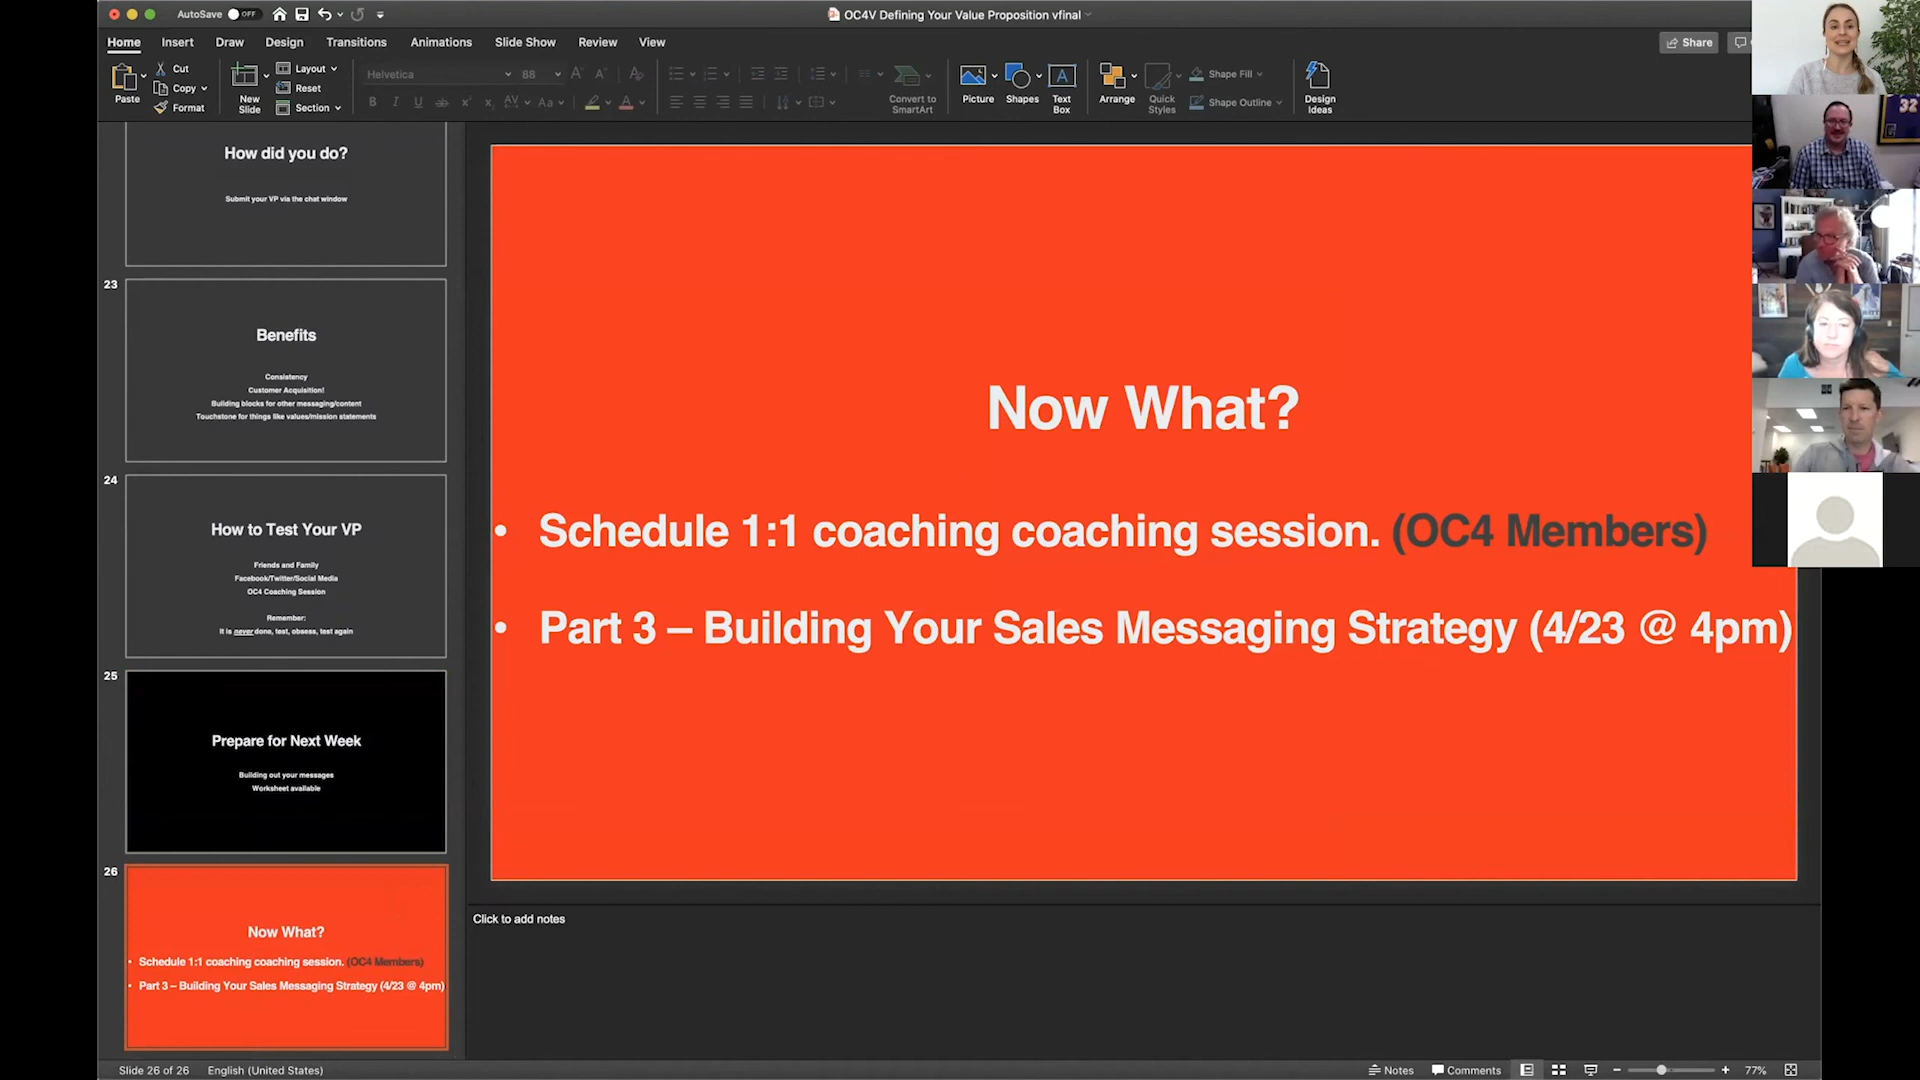 AutoSave OFF
OC4V Defining Your Value Proposition vfinal
Home Insert Draw Design Transitions Animations Slide Show Review View
Share
Paste
Cut
Copy
Format
New Slide
Layout
Reset
Section
Helvetica
88
Convert to SmartArt
Picture
Shapes
Text Box
Arrange
Quick Styles
Shape Fill
Shape Outline
Design Ideas
How did you do?
Submit your VP via the chat window
23
Benefits
Consistency
Customer Acquisition!
Building blocks for other messaging/content
Touchstone for things like values/mission statements
24
How to Test Your VP
Friends and Family
Facebook/Twitter/Social Media
OC4 Coaching Session
Remember:
It is never done, test, obsess, test again
25
Prepare for Next Week
Building out your messages
Worksheet available
26
Now What?
• Schedule 1:1 coaching coaching session. (OC4 Members)
• Part 3 – Building Your Sales Messaging Strategy (4/23 @ 4pm)
Now What?
• Schedule 1:1 coaching coaching session. (OC4 Members)
• Part 3 – Building Your Sales Messaging Strategy (4/23 @ 4pm)
Click to add notes
32
Slide 26 of 26
English (United States)
Notes
Comments
77%